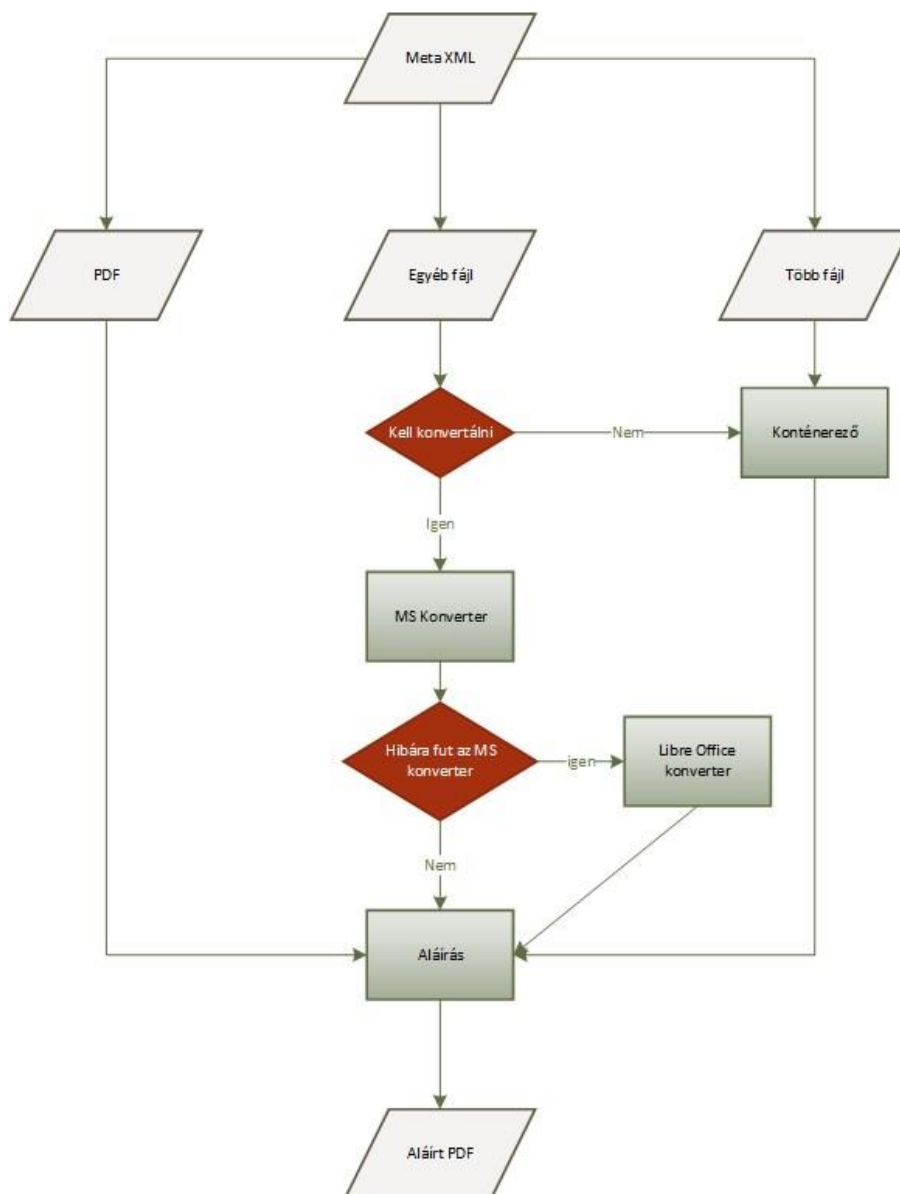 Meta XML
PDF
Egyéb fájl
Több fájl
Kell konvertálni
Nem
Konténerező
Igen
MS Konverter
Hibára fut az MS
konverter
igen
Libre Office
konverter
Nem
Aláírás
Aláírt PDF